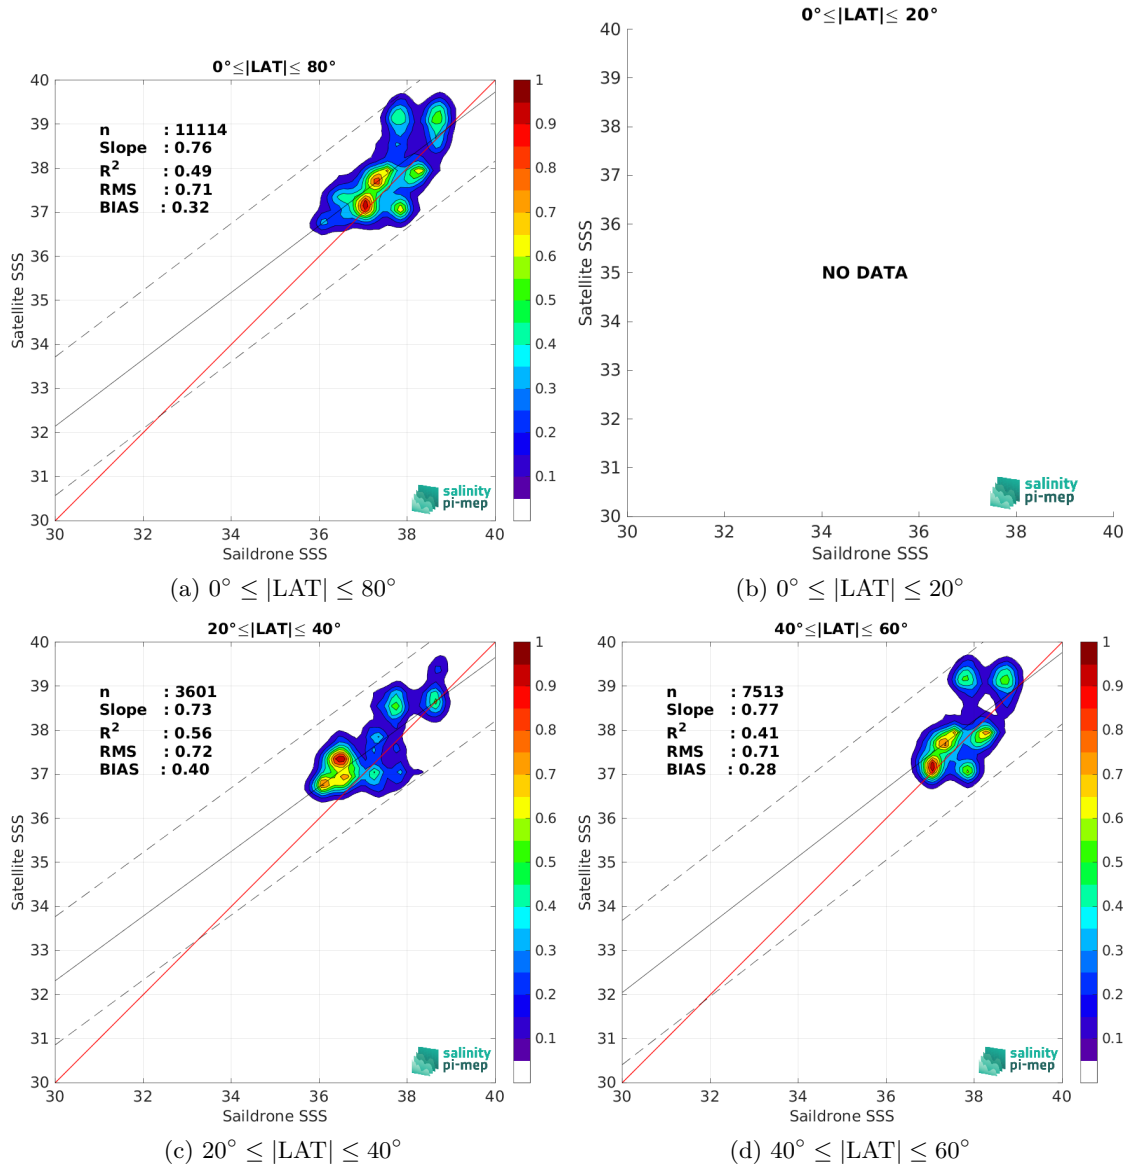 0°≤|LAT|≤ 80°
40
39
38
37
36
35
34
33
32
31
30
Satellite SSS
n : 11114
Slope : 0.76
R² : 0.49
RMS : 0.71
BIAS : 0.32
salinity
pi-mep
30 32 34 36 38 40
Saildrone SSS
1
0.9
0.8
0.7
0.6
0.5
0.4
0.3
0.2
0.1
(a) 0° ≤ |LAT| ≤ 80°
0°≤|LAT|≤ 20°
40
39
38
37
36
35
34
33
32
31
30
Satellite SSS
NO DATA
salinity
pi-mep
30 32 34 36 38 40
Saildrone SSS
(b) 0° ≤ |LAT| ≤ 20°
20°≤|LAT|≤ 40°
40
39
38
37
36
35
34
33
32
31
30
Satellite SSS
n : 3601
Slope : 0.73
R² : 0.56
RMS : 0.72
BIAS : 0.40
salinity
pi-mep
30 32 34 36 38 40
Saildrone SSS
1
0.9
0.8
0.7
0.6
0.5
0.4
0.3
0.2
0.1
(c) 20° ≤ |LAT| ≤ 40°
40°≤|LAT|≤ 60°
40
39
38
37
36
35
34
33
32
31
30
Satellite SSS
n : 7513
Slope : 0.77
R² : 0.41
RMS : 0.71
BIAS : 0.28
salinity
pi-mep
30 32 34 36 38 40
Saildrone SSS
1
0.9
0.8
0.7
0.6
0.5
0.4
0.3
0.2
0.1
(d) 40° ≤ |LAT| ≤ 60°